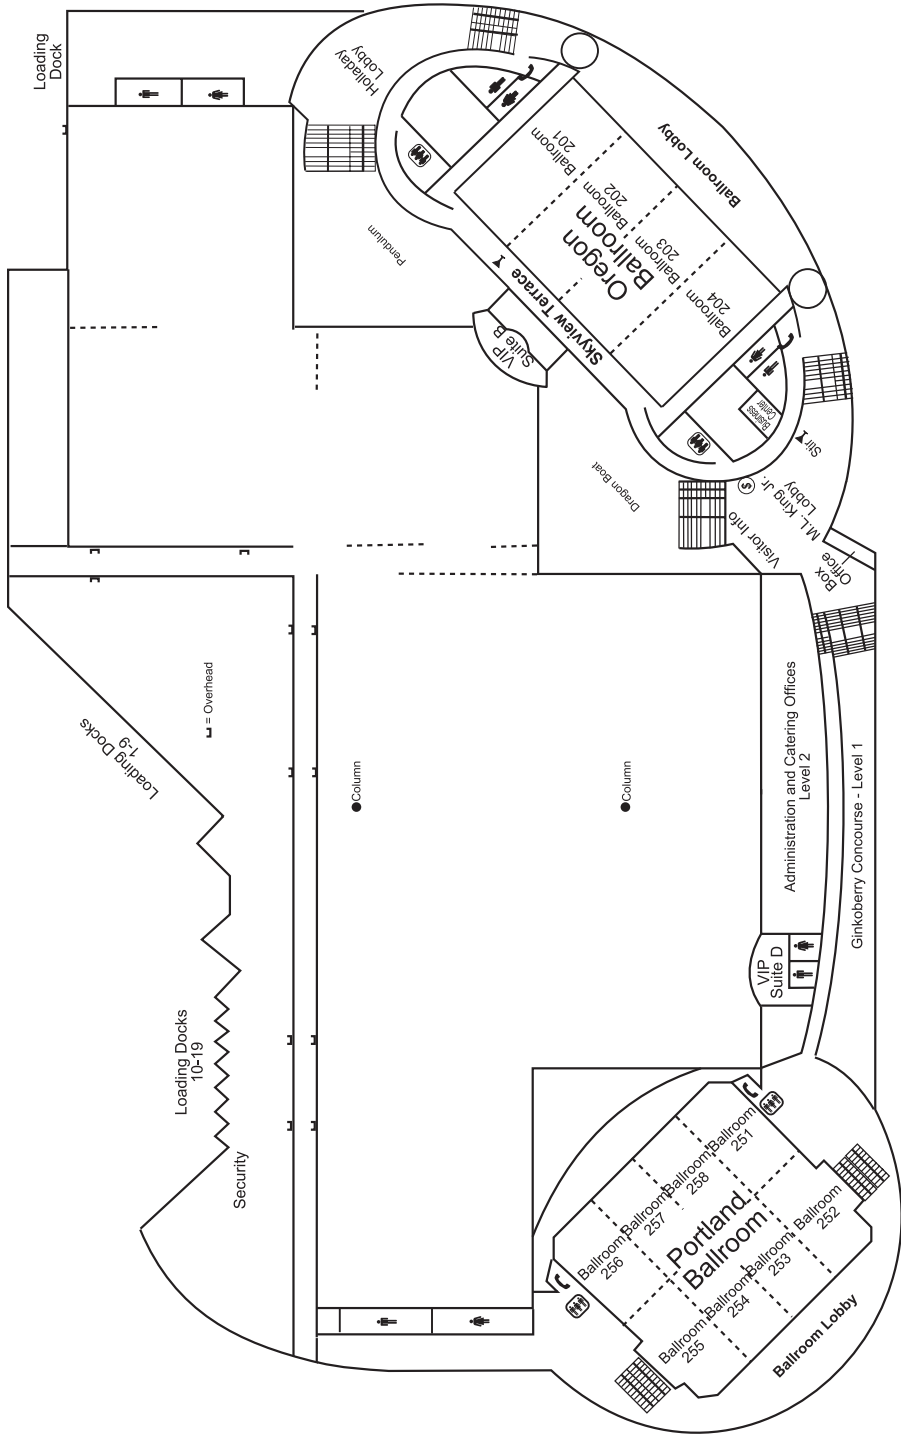 Loading
Dock
Holladay
Lobby
Ballroom Lobby
Ballroom
201
Ballroom
202
Oregon
Ballroom
Ballroom
203
Ballroom
204
Pendulum
Skyview Terrace
VIP
Suite B
Business
Center
Stir
Dragon Boat
S
M.L. King Jr.
Lobby
Visitor Info
Box
Office
Loading Docks
1-9
= Overhead
Column
Column
Administration and Catering Offices
Level 2
Ginkoberry Concourse - Level 1
VIP
Suite D
Loading Docks
10-19
Security
Ballroom
251
Ballroom
258
Ballroom
257
Ballroom
256
Portland
Ballroom
Ballroom
252
Ballroom
253
Ballroom
254
Ballroom
255
Ballroom Lobby